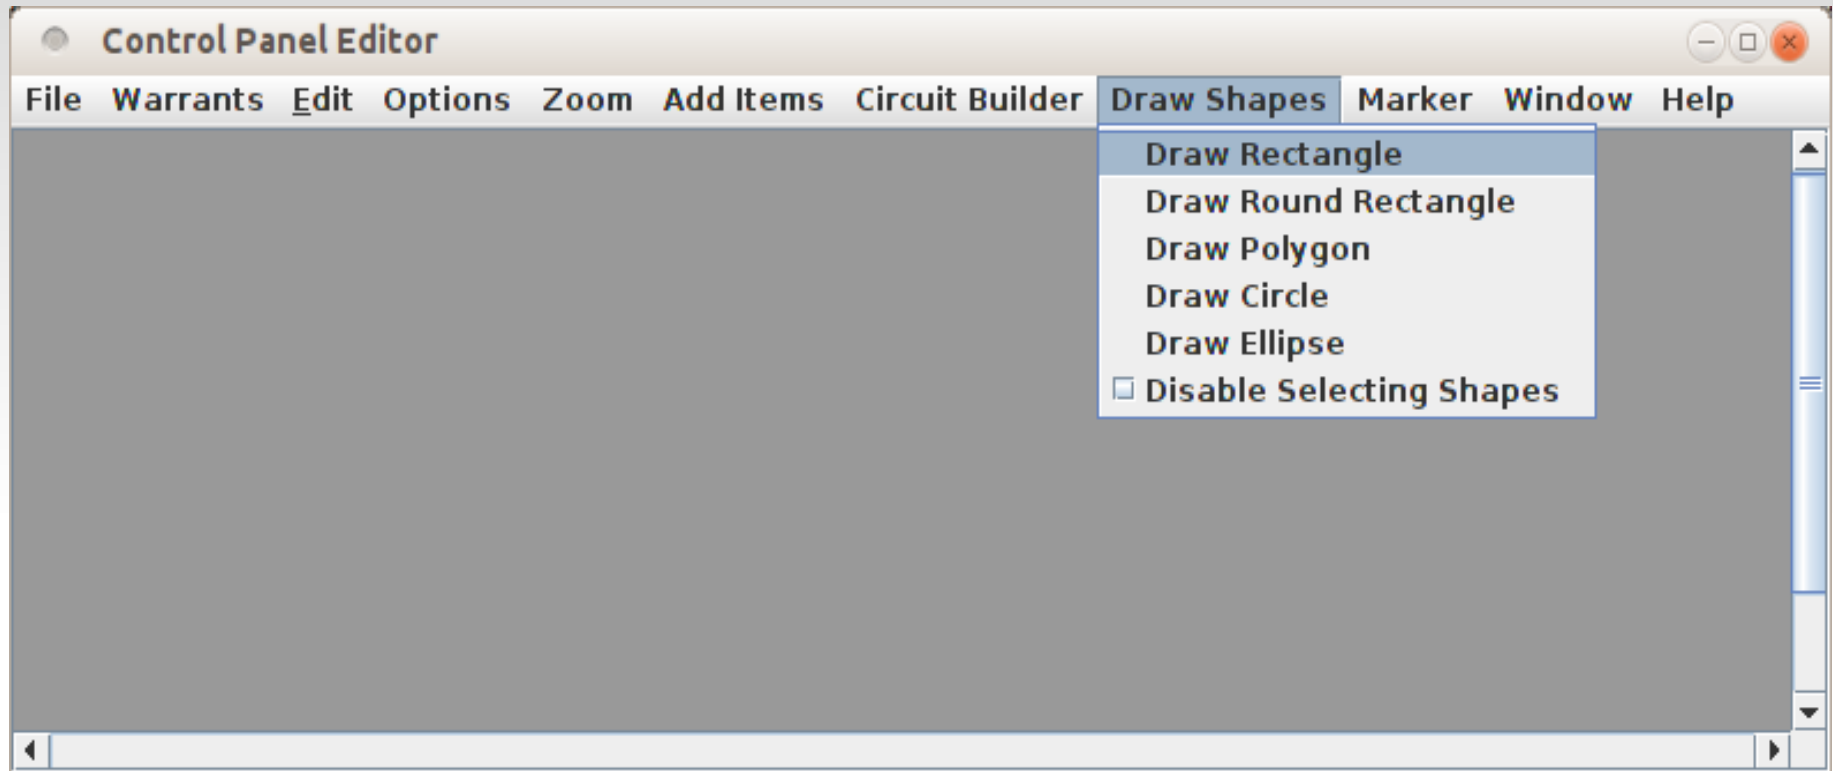 Control Panel Editor
File Warrants Edit Options Zoom Add Items Circuit Builder Draw Shapes Marker Window Help
Draw Rectangle
Draw Round Rectangle
Draw Polygon
Draw Circle
Draw Ellipse
Disable Selecting Shapes